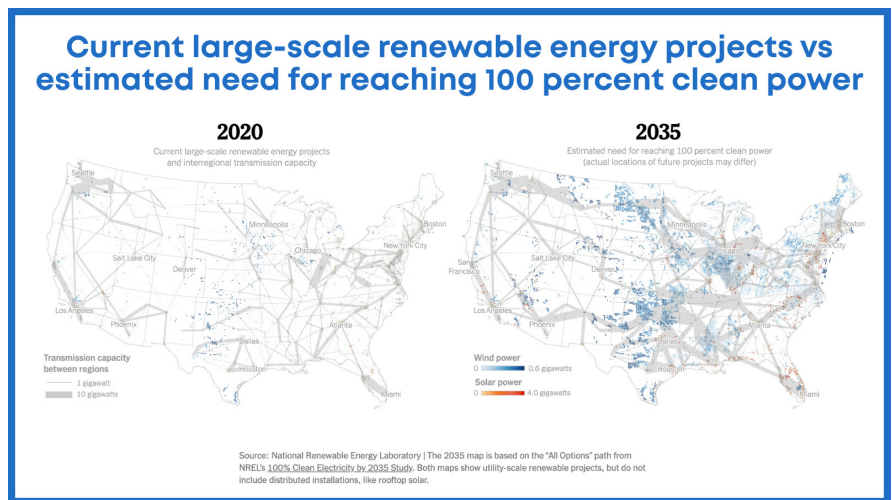 Current large-scale renewable energy projects vs
estimated need for reaching 100 percent clean power
2020
Current large-scale renewable energy projects
and interregional transmission capacity
Seattle
Minneapolis
Boston
Chicago
New York City
Salt Lake City
Denver
Los Angeles
Phoenix
Atlanta
Dallas
Houston
Miami
Transmission capacity
between regions
1 gigawatt
10 gigawatts
2035
Estimated need for reaching 100 percent clean power
(actual locations of future projects may differ)
Seattle
Minneapolis
Boston
Chicago
New York City
San
Francisco
Salt Lake City
Denver
Los Angeles
Phoenix
Atlanta
Dallas
Houston
Miami
Wind power
0 0.6 gigawatts
Solar power
0 4.0 gigawatts
Source: National Renewable Energy Laboratory | The 2035 map is based on the “All Options” path from
NREL's 100% Clean Electricity by 2035 Study. Both maps show utility-scale renewable projects, but do not
include distributed installations, like rooftop solar.